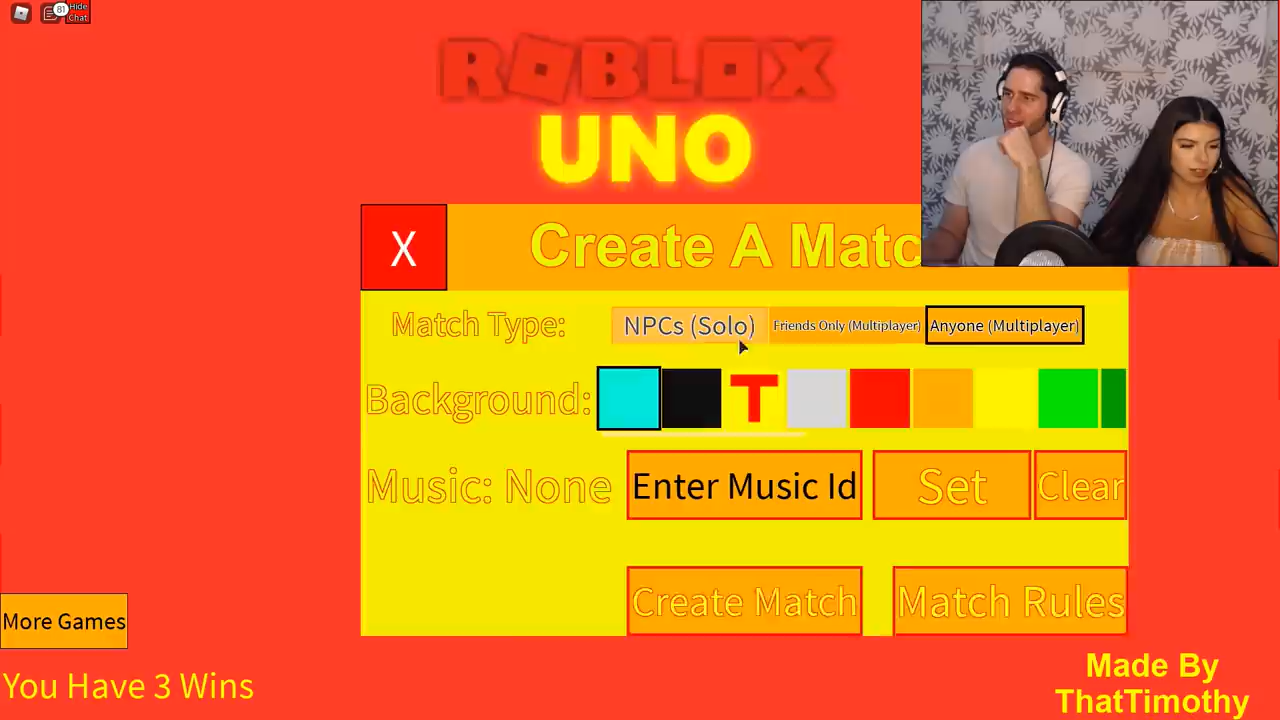 81
Hide
Chat
ROBLOX
UNO
X
Create A Matc
Match Type:
NPCs (Solo)
Friends Only (Multiplayer)
Anyone (Multiplayer)
Background:
T
Music: None
Enter Music Id
Set
Clear
Create Match
Match Rules
More Games
You Have 3 Wins
Made By
ThatTimothy